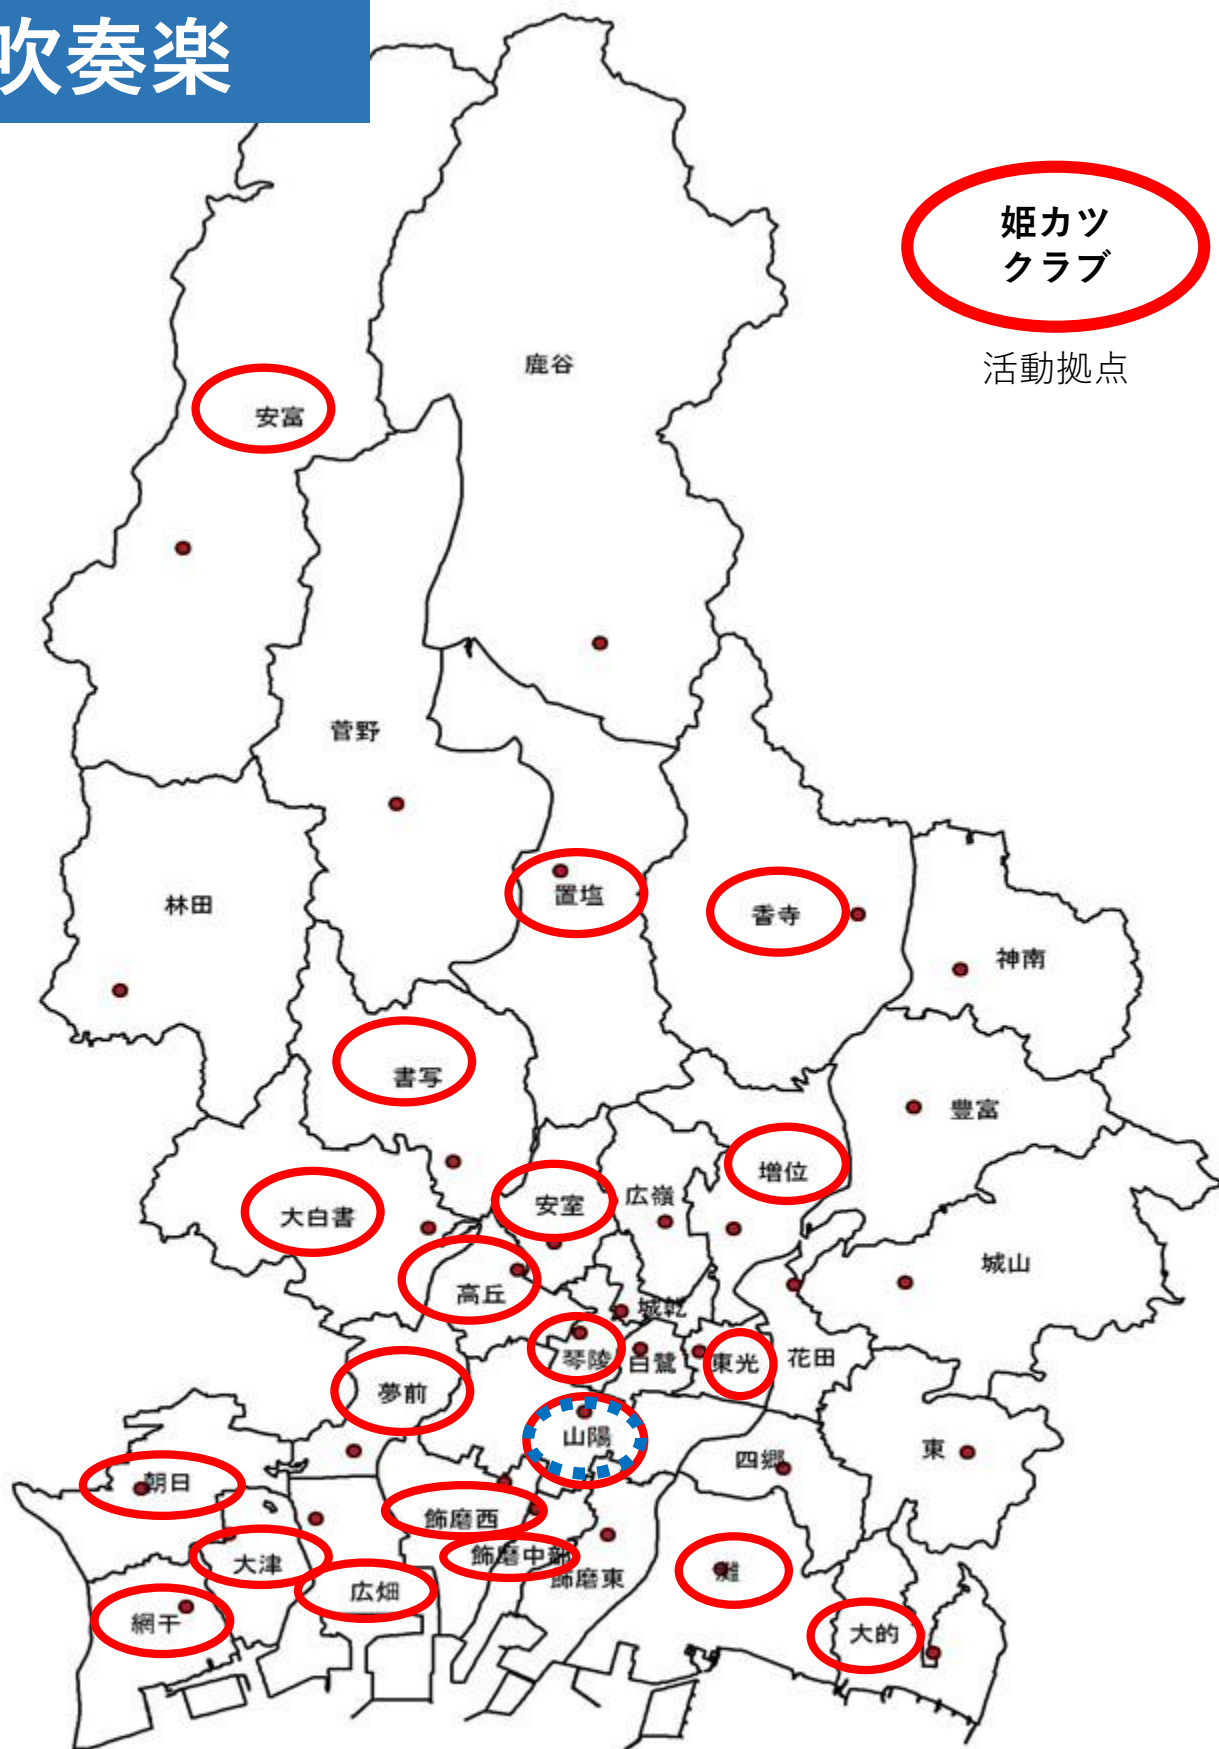 吹奏楽
姫カツ
クラブ
活動拠点
鹿谷
安富
菅野
置塩
林田
香寺
神南
書写
豊富
増位
安室
広嶺
大白書
城山
高丘
城乾
琴陵
白鷺
東光
花田
夢前
山陽
四郷
東
朝日
飾磨西
飾磨中部
大津
飾磨東
灘
広畑
網干
大的